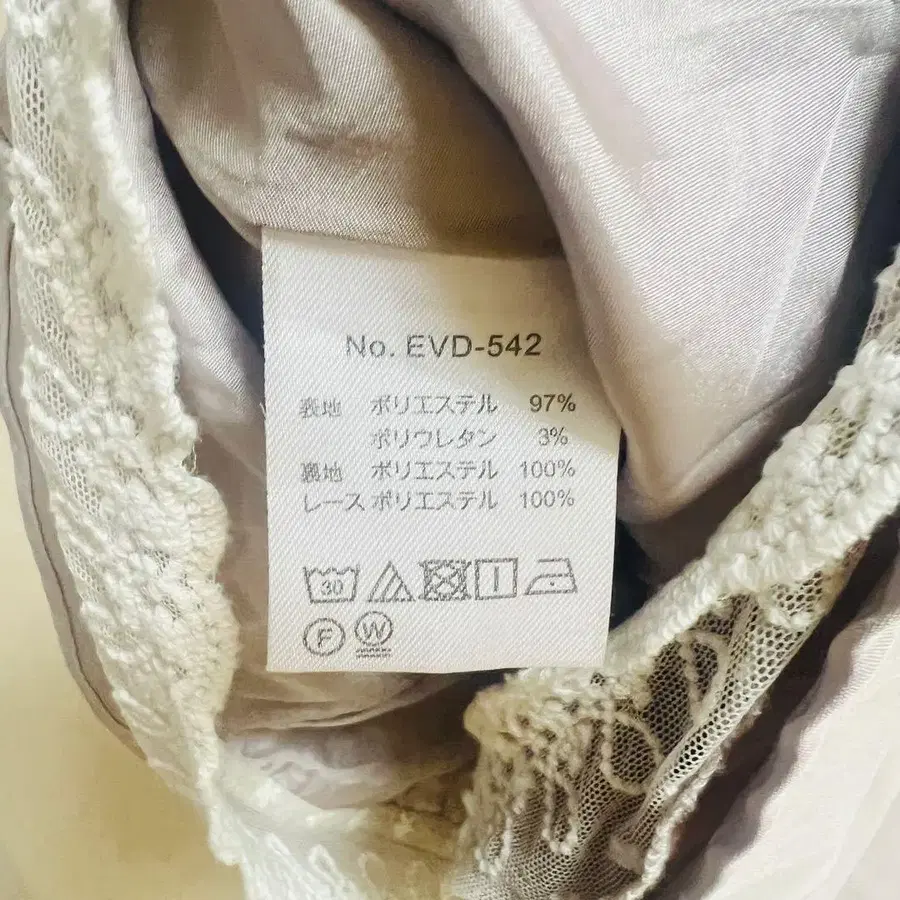 No. EVD-542
表地 ポリエステル 97%
ポリウレタン 3%
裏地 ポリエステル 100%
レース ポリエステル 100%
30
F W